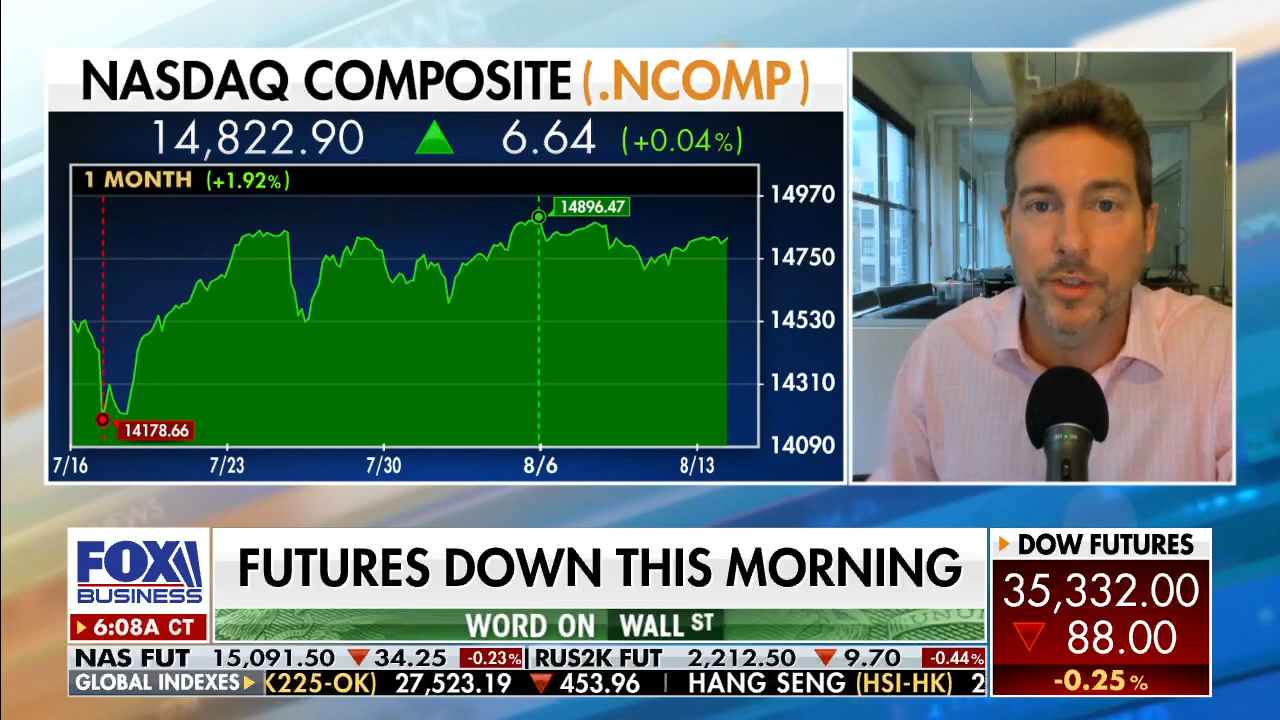 NASDAQ COMPOSITE (.NCOMP)
14,822.90 ▲ 6.64 (+0.04%)
1 MONTH (+1.92%)
14970
14896.47
14750
14530
14310
14178.66
14090
7/16 7/23 7/30 8/6 8/13
FOX
BUSINESS
6:08A CT
FUTURES DOWN THIS MORNING
WORD ON WALL ST
DOW FUTURES
35,332.00
▼ 88.00
-0.25%
NAS FUT 15,091.50 ▼ 34.25 -0.23% RUS2K FUT 2,212.50 ▼ 9.70 -0.44%
GLOBAL INDEXES K225-OK) 27,523.19 ▼ 453.96 | HANG SENG (HSI-HK) 2